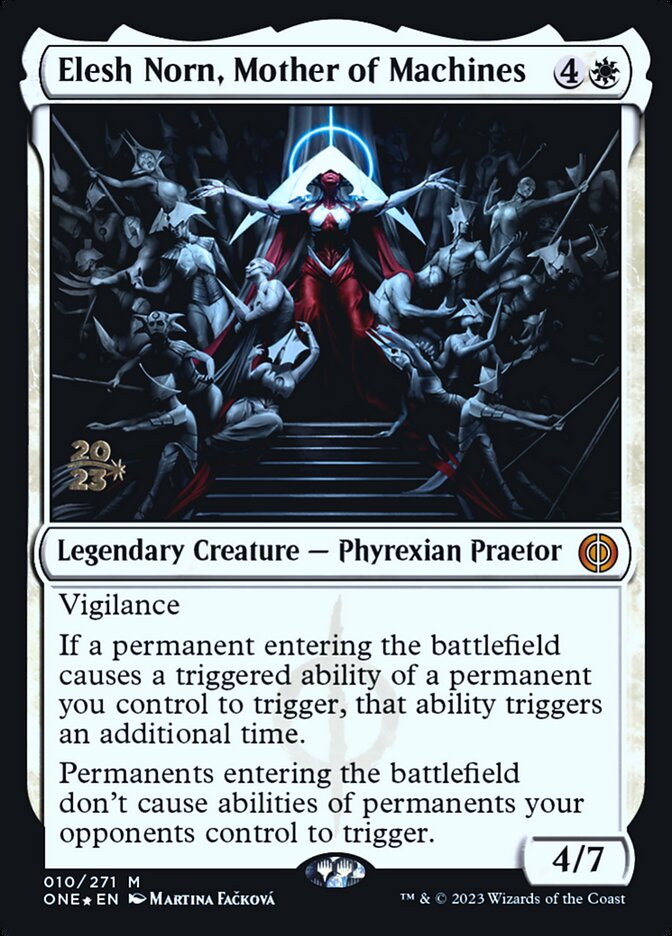 Elesh Norn, Mother of Machines 4
20
23
Legendary Creature — Phyrexian Praetor
Vigilance
If a permanent entering the battlefield
causes a triggered ability of a permanent
you control to trigger, that ability triggers
an additional time.
Permanents entering the battlefield
don't cause abilities of permanents your
opponents control to trigger.
4/7
010/271 M
ONE★EN Martina Fačková
™ & © 2023 Wizards of the Coast